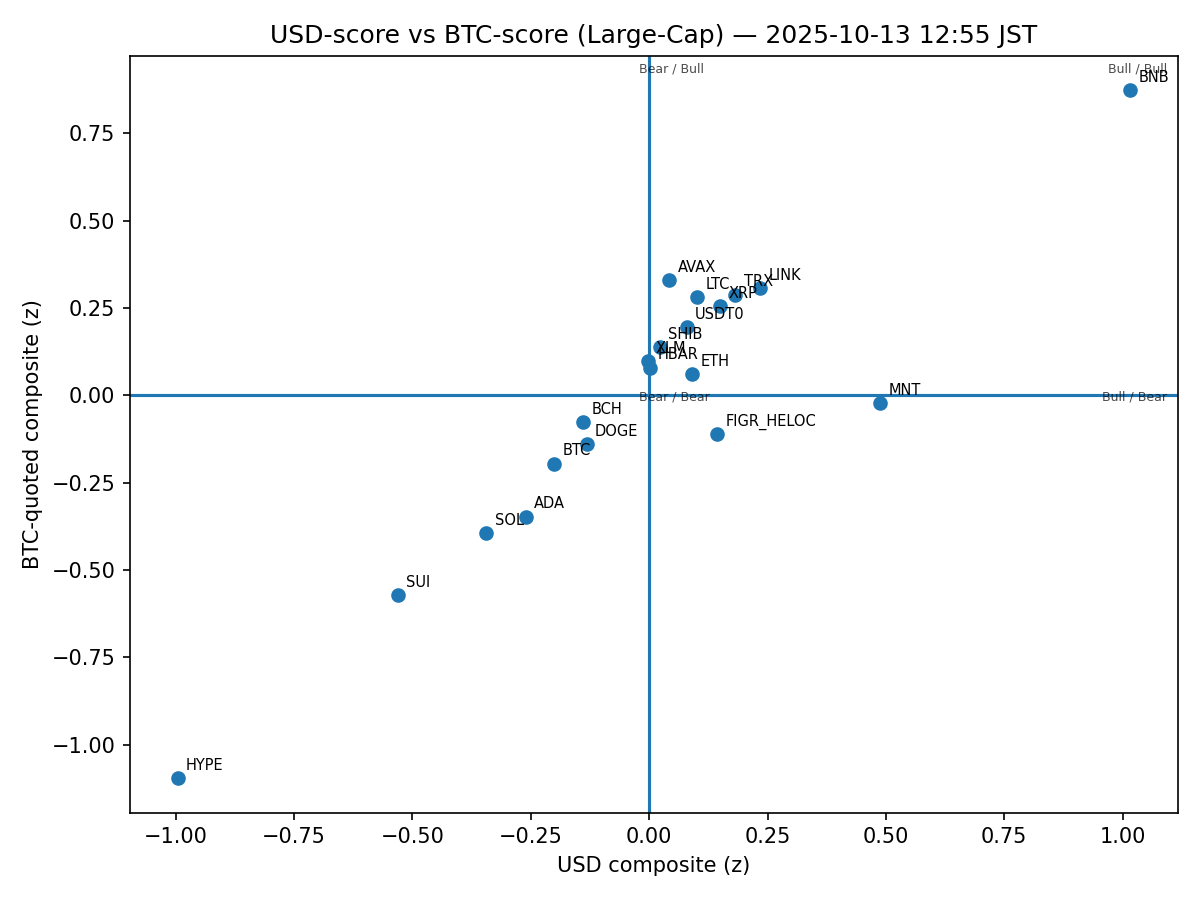 USD-score vs BTC-score (Large-Cap) — 2025-10-13 12:55 JST
Bear / Bull
Bull / Bull
BNB
AVAX
LINK
TRX
LTC
XRP
USDT0
SHIB
XLM
HBAR
ETH
MNT
Bear / Bear
Bull / Bear
BCH
FIGR_HELOC
DOGE
BTC
ADA
SOL
SUI
HYPE
0.75
0.50
0.25
0.00
−0.25
−0.50
−0.75
−1.00
BTC-quoted composite (z)
−1.00
−0.75
−0.50
−0.25
0.00
0.25
0.50
0.75
1.00
USD composite (z)